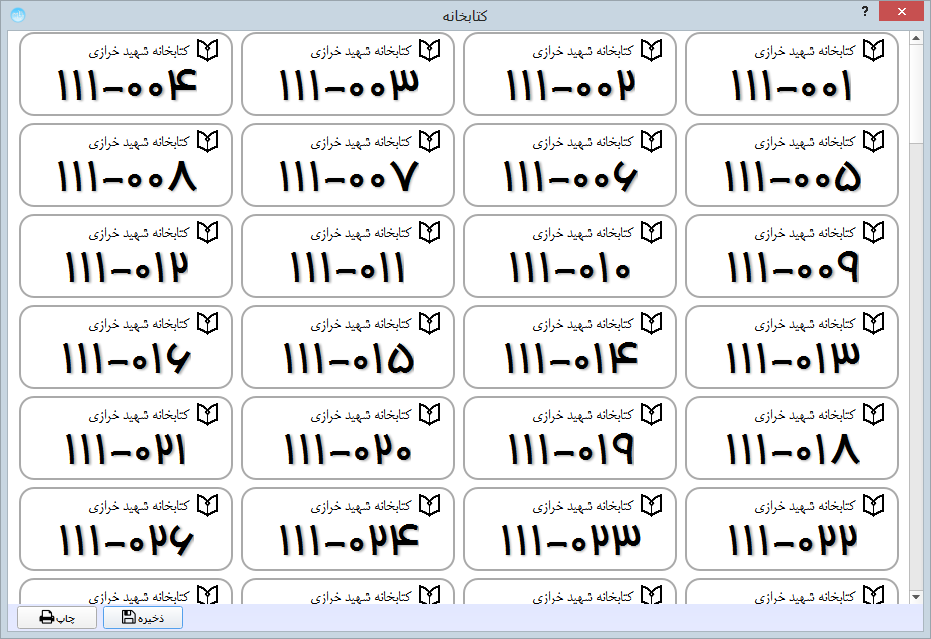 کتابخانه
?
کتابخانه شهید خرازی
۱۱۱-۰۰۱
کتابخانه شهید خرازی
۱۱۱-۰۰۲
کتابخانه شهید خرازی
۱۱۱-۰۰۳
کتابخانه شهید خرازی
۱۱۱-۰۰۴
کتابخانه شهید خرازی
۱۱۱-۰۰۵
کتابخانه شهید خرازی
۱۱۱-۰۰۶
کتابخانه شهید خرازی
۱۱۱-۰۰۷
کتابخانه شهید خرازی
۱۱۱-۰۰۸
کتابخانه شهید خرازی
۱۱۱-۰۰۹
کتابخانه شهید خرازی
۱۱۱-۰۱۰
کتابخانه شهید خرازی
۱۱۱-۰۱۱
کتابخانه شهید خرازی
۱۱۱-۰۱۲
کتابخانه شهید خرازی
۱۱۱-۰۱۳
کتابخانه شهید خرازی
۱۱۱-۰۱۴
کتابخانه شهید خرازی
۱۱۱-۰۱۵
کتابخانه شهید خرازی
۱۱۱-۰۱۶
کتابخانه شهید خرازی
۱۱۱-۰۱۸
کتابخانه شهید خرازی
۱۱۱-۰۱۹
کتابخانه شهید خرازی
۱۱۱-۰۲۰
کتابخانه شهید خرازی
۱۱۱-۰۲۱
کتابخانه شهید خرازی
۱۱۱-۰۲۲
کتابخانه شهید خرازی
۱۱۱-۰۲۳
کتابخانه شهید خرازی
۱۱۱-۰۲۴
کتابخانه شهید خرازی
۱۱۱-۰۲۶
کتابخانه شهید خرازی
کتابخانه شهید خرازی
کتابخانه شهید خرازی
کتابخانه شهید خرازی
ذخیره
چاپ